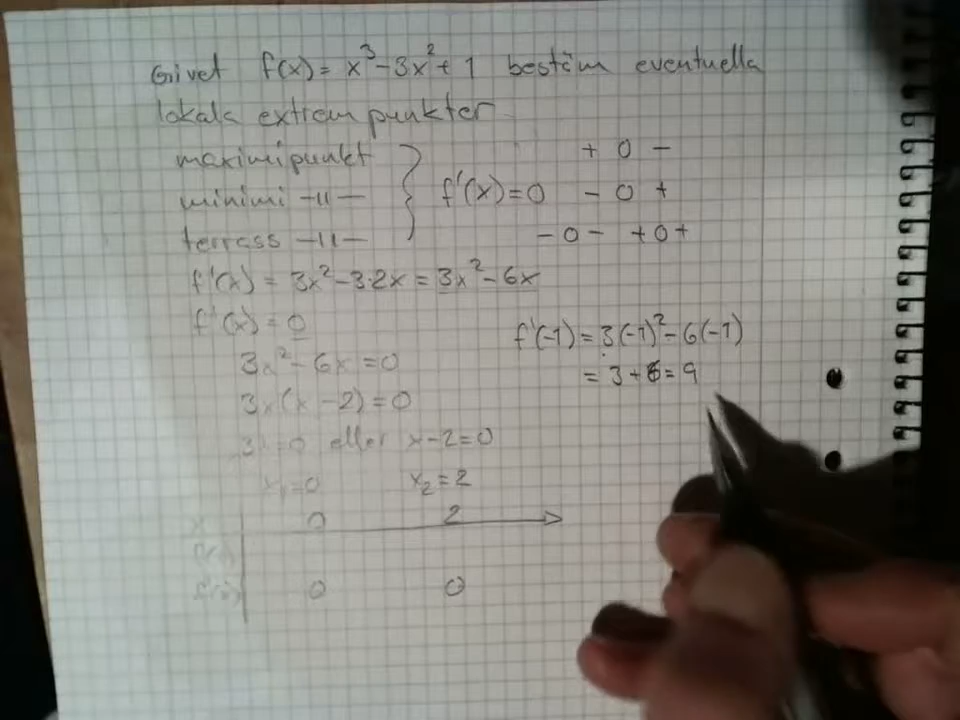 Givet f(x) = x³-3x²+1 bestäm eventuella
lokala extrempunkter
maximipunkt + 0 -
minimi -11- } f'(x)=0 - 0 +
terrass -11- -0- +0+
f'(x) = 3x²-3·2x = 3x²-6x
f'(x) = 0
3x²-6x=0
3x(x-2)=0
3x=0 eller x-2=0
x₁=0 x₂=2
f'(-1) = 3(-1)²-6(-1)
= 3+6=9
x 0 2
f'(x) 0 0